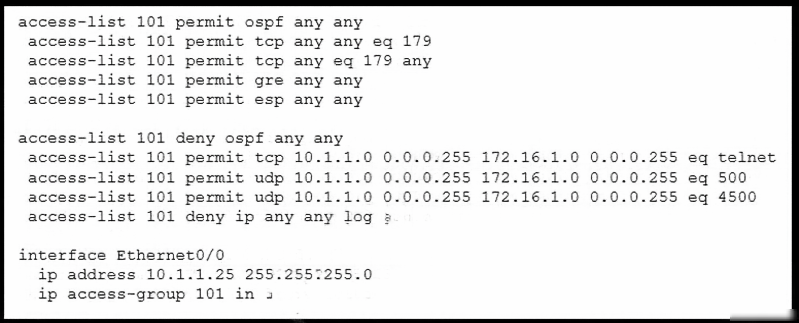 access-list 101 permit ospf any any
access-list 101 permit tcp any any eq 179
access-list 101 permit tcp any eq 179 any
access-list 101 permit gre any any
access-list 101 permit esp any any
access-list 101 deny ospf any any
access-list 101 permit tcp 10.1.1.0 0.0.0.255 172.16.1.0 0.0.0.255 eq telnet
access-list 101 permit udp 10.1.1.0 0.0.0.255 172.16.1.0 0.0.0.255 eq 500
access-list 101 permit udp 10.1.1.0 0.0.0.255 172.16.1.0 0.0.0.255 eq 4500
access-list 101 deny ip any any log
interface Ethernet0/0
ip address 10.1.1.25 255.255.255.0
ip access-group 101 in